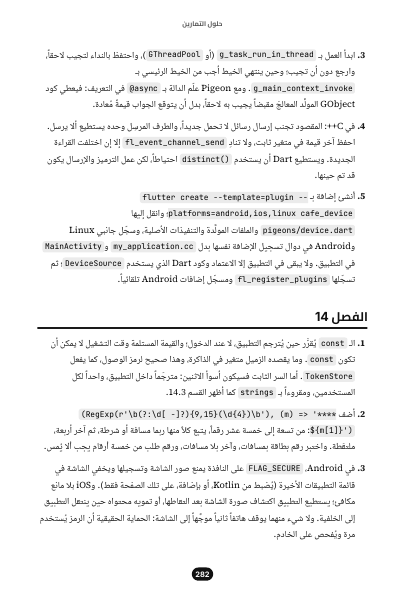 حلول التمارين
3. ابدأ العمل بـ g_task_run_in_thread (أو GThreadPool)، واحتفظ بالنداء لتجيب لاحقاً،
وارجع دون أن تجيب؛ وحين ينتهي الخيط أجب من الخيط الرئيسي بـ
g_main_context_invoke. ومع Pigeon علّم الدالة بـ @async في التعريف: فيعطي كود
GObject المولّد المعالجَ مقبضاً يجيب به لاحقاً، بدل أن يتوقع الجواب قيمةً مُعادة.
4. في C++: المقصود تجنب إرسال رسائل لا تحمل جديداً، والطرف المرسِل وحده يستطيع ألا يرسل.
احفظ آخر قيمة في متغير ثابت، ولا تنادِ fl_event_channel_send إلا إن اختلفت القراءة
الجديدة. ويستطيع Dart أن يستخدم distinct() احتياطاً، لكن عمل الترميز والإرسال يكون
قد تم حينها.
5. أنشئ إضافة بـ flutter create --template=plugin --
platforms=android,ios,linux cafe_device؛ وانقل إليها
pigeons/device.dart والملفات المولّدة والتنفيذات الأصلية، وسجّل جانبي Linux
وAndroid في دوال تسجيل الإضافة نفسها بدل my_application.cc و MainActivity
في التطبيق. ولا يبقى في التطبيق إلا الاعتماد وكود Dart الذي يستخدم DeviceSource؛ ثم
تسجّلها fl_register_plugins ومسجّل إضافات Android تلقائياً.
الفصل 14
1. الـ const يُقرَّر حين يُترجم التطبيق، لا عند الدخول؛ والقيمة المستلمة وقت التشغيل لا يمكن أن
تكون const. وما يقصده الزميل متغير في الذاكرة، وهذا صحيح لرمز الوصول، كما يفعل
TokenStore. أما السر الثابت فسيكون أسوأ الاثنين: مترجَماً داخل التطبيق، واحداً لكل
المستخدمين، ومقروءاً بـ strings كما أظهر القسم 14.3.
2. أضف (RegExp(r'\b(?:\d[ -]?){9,15}(\d{4})\b'), (m) => '****
${m[1]}')؛ من تسعة إلى خمسة عشر رقماً، يتبع كلاً منها ربما مسافة أو شرطة، ثم آخر أربعة،
ملتقطة. واختبر رقم بطاقة بمسافات، وآخر بلا مسافات، ورقم طلب من خمسة أرقام يجب ألا يُمس.
3. في Android، FLAG_SECURE على النافذة يمنع صور الشاشة وتسجيلها ويخفي الشاشة في
قائمة التطبيقات الأخيرة (يُضبط من Kotlin، أو بإضافة، على تلك الصفحة فقط). وiOS بلا مانع
مكافئ؛ يستطيع التطبيق اكتشاف صورة الشاشة بعد التقاطها، أو تمويه محتواه حين ينتقل التطبيق
إلى الخلفية. ولا شيء منهما يوقف هاتفاً ثانياً موجَّهاً إلى الشاشة: الحماية الحقيقية أن الرمز يُستخدم
مرة ويُفحص على الخادم.
282